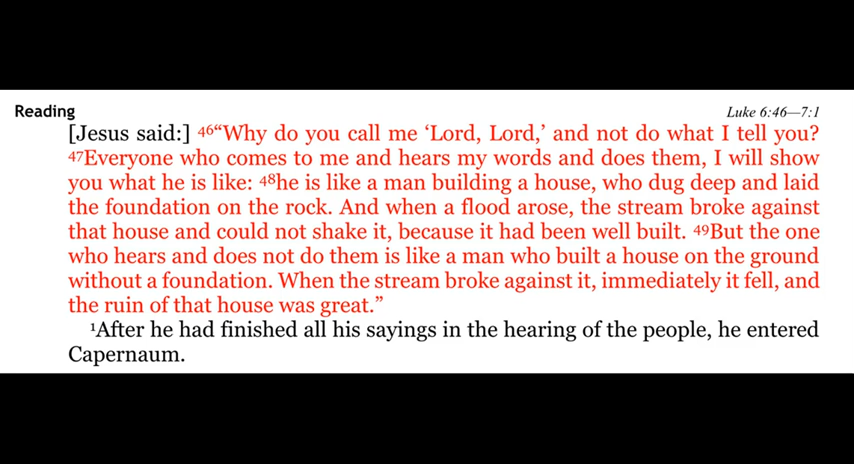 Reading
Luke 6:46—7:1
[Jesus said:] 46“Why do you call me ‘Lord, Lord,’ and not do what I tell you?
47Everyone who comes to me and hears my words and does them, I will show
you what he is like: 48he is like a man building a house, who dug deep and laid
the foundation on the rock. And when a flood arose, the stream broke against
that house and could not shake it, because it had been well built. 49But the one
who hears and does not do them is like a man who built a house on the ground
without a foundation. When the stream broke against it, immediately it fell, and
the ruin of that house was great.”
1After he had finished all his sayings in the hearing of the people, he entered
Capernaum.